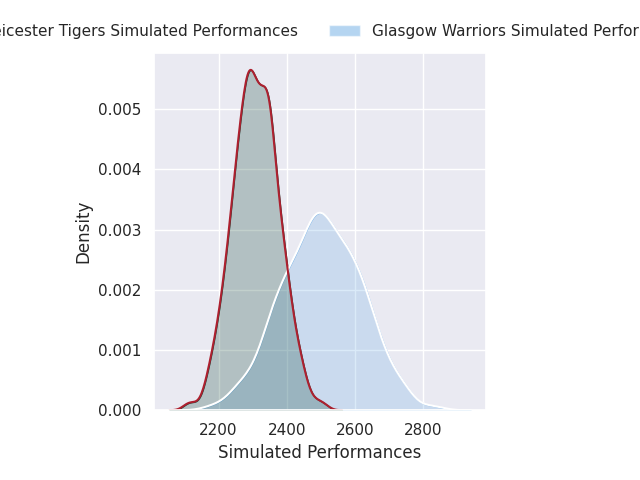 eicester Tigers Simulated Performances
Glasgow Warriors Simulated Perfor
0.005
0.004
0.003
0.002
0.001
0.000
Density
2200 2400 2600 2800
Simulated Performances